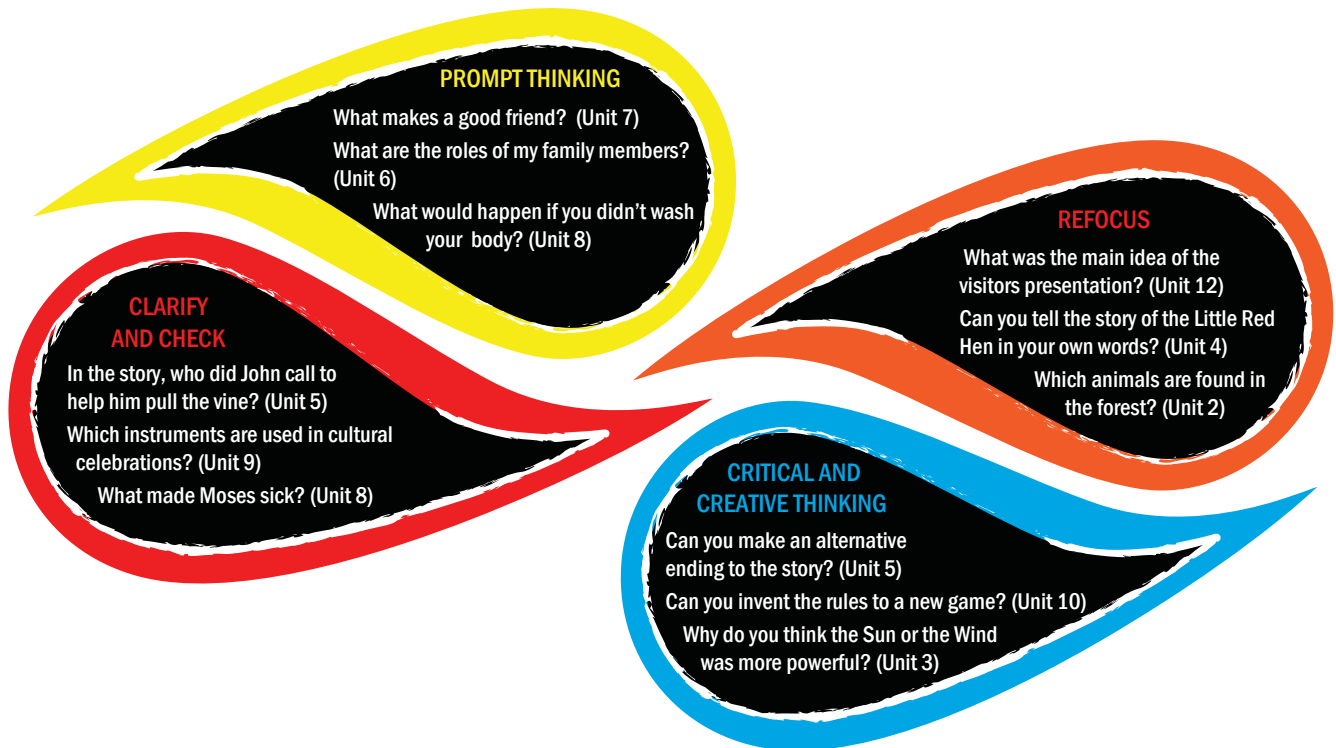 PROMPT THINKING
What makes a good friend? (Unit 7)
What are the roles of my family members?
(Unit 6)
What would happen if you didn't wash
your body? (Unit 8)
CLARIFY
AND CHECK
In the story, who did John call to
help him pull the vine? (Unit 5)
Which instruments are used in cultural
celebrations? (Unit 9)
What made Moses sick? (Unit 8)
REFOCUS
What was the main idea of the
visitors presentation? (Unit 12)
Can you tell the story of the Little Red
Hen in your own words? (Unit 4)
Which animals are found in
the forest? (Unit 2)
CRITICAL AND
CREATIVE THINKING
Can you make an alternative
ending to the story? (Unit 5)
Can you invent the rules to a new game? (Unit 10)
Why do you think the Sun or the Wind
was more powerful? (Unit 3)